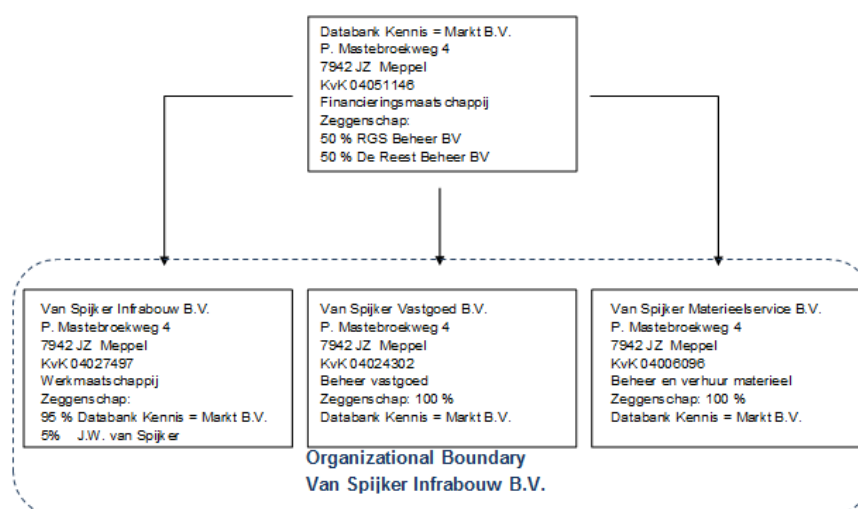 Databank Kennis = Markt B.V.
P. Mastebroekweg 4
7942 JZ Meppel
KvK 04051146
Financieringsmaatschappij
Zeggenschap:
50 % RGS Beheer BV
50 % De Reest Beheer BV
Van Spijker Infrabouw B.V.
P. Mastebroekweg 4
7942 JZ Meppel
KvK 04027497
Werkmaatschappij
Zeggenschap:
95 % Databank Kennis = Markt B.V.
5% J.W. van Spijker
Van Spijker Vastgoed B.V.
P. Mastebroekweg 4
7942 JZ Meppel
KvK 04024302
Beheer vastgoed
Zeggenschap: 100 %
Databank Kennis = Markt B.V.
Van Spijker Materieelservice B.V.
P. Mastebroekweg 4
7942 JZ Meppel
KvK 04006096
Beheer en verhuur materieel
Zeggenschap: 100 %
Databank Kennis = Markt B.V.
Organizational Boundary
Van Spijker Infrabouw B.V.